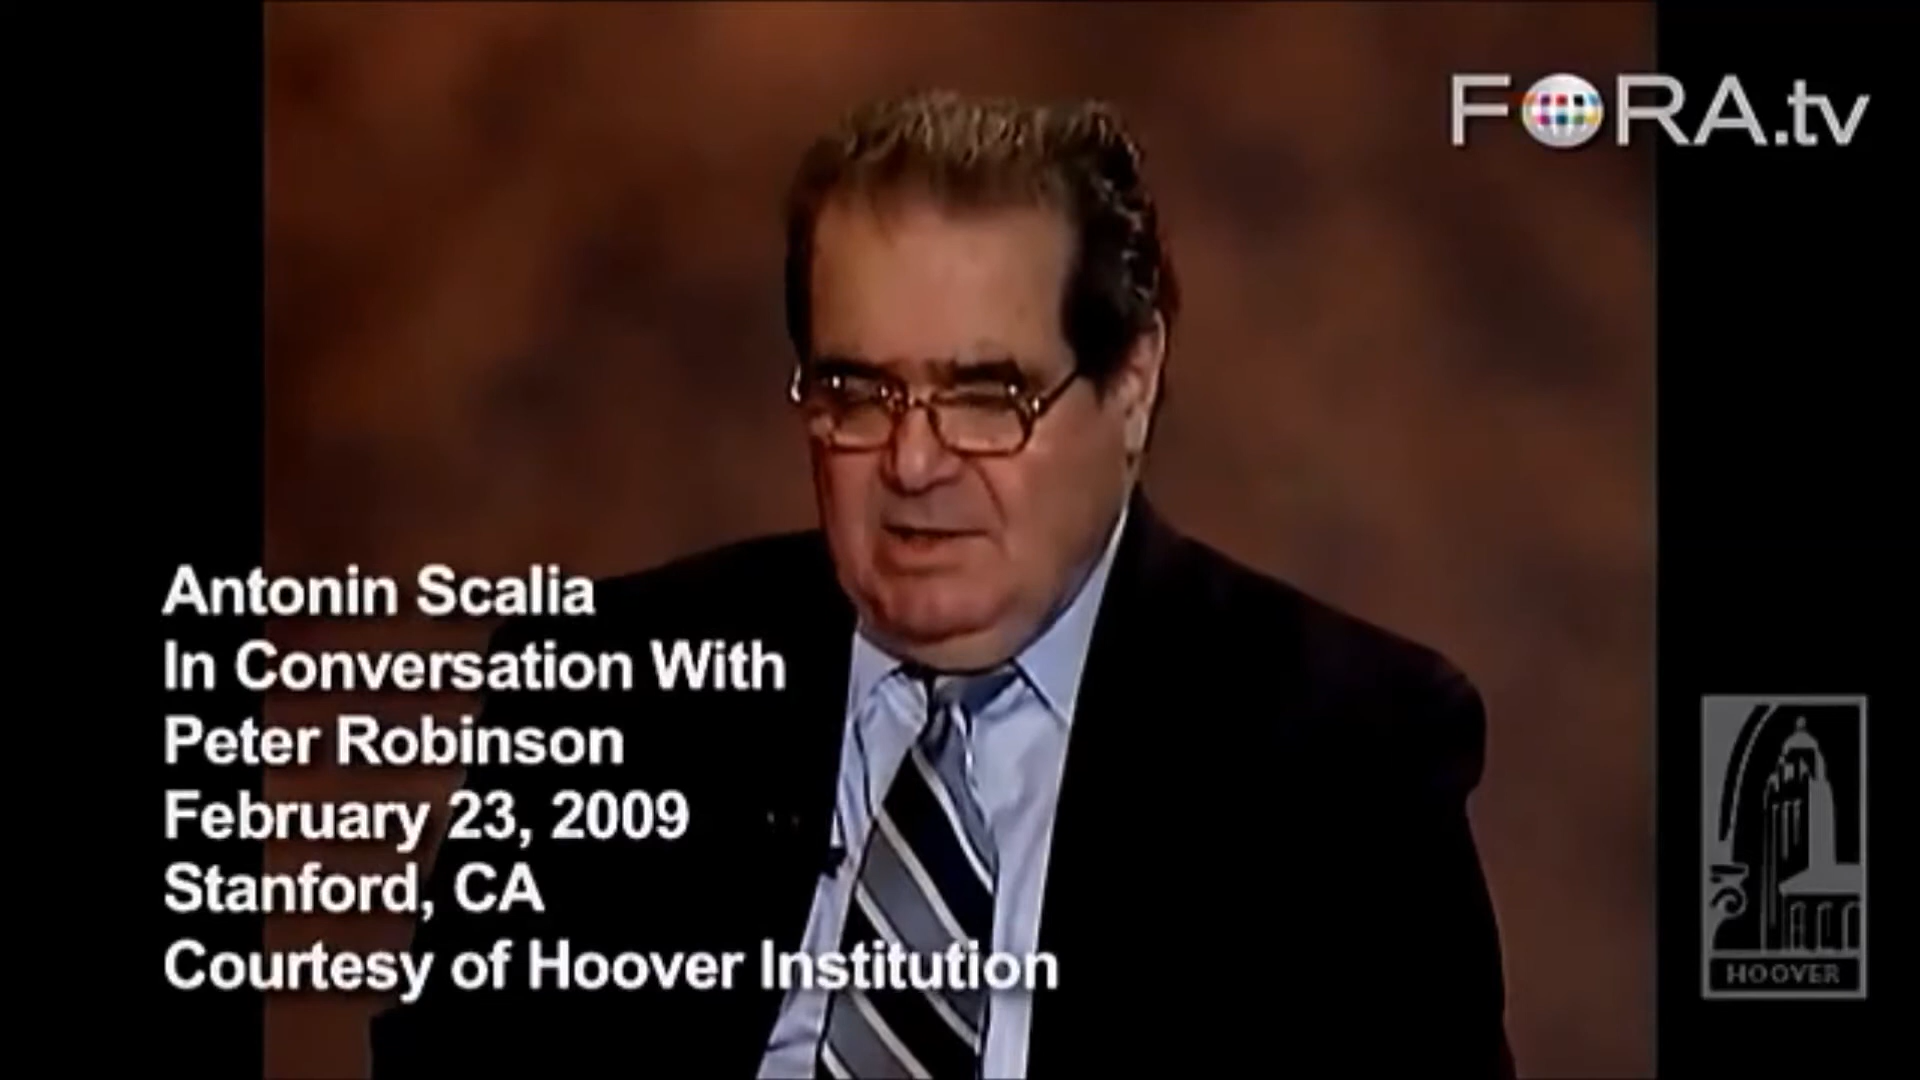 FORA.tv
Antonin Scalia
In Conversation With
Peter Robinson
February 23, 2009
Stanford, CA
Courtesy of Hoover Institution
HOOVER